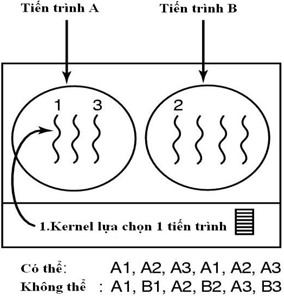 Tiến trình A Tiến trình B
1 3 2
1.Kernel lựa chọn 1 tiến trình
Có thể: A1, A2, A3, A1, A2, A3
Không thể : A1, B1, A2, B2, A3, B3